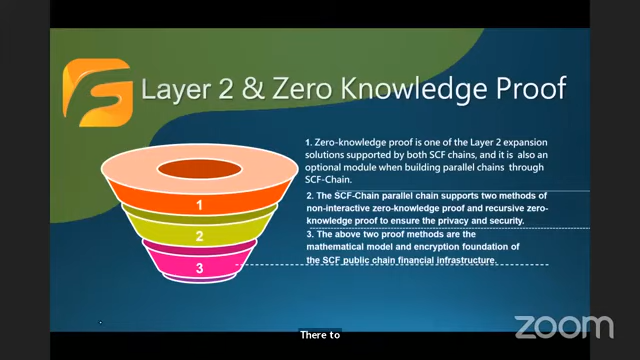 Layer 2 & Zero Knowledge Proof
1. Zero-knowledge proof is one of the Layer 2 expansion
solutions supported by both SCF chains, and it is also an
optional module when building parallel chains through
SCF-Chain.
2. The SCF-Chain parallel chain supports two methods of
non-interactive zero-knowledge proof and recursive zero-
knowledge proof to ensure the privacy and security.
3. The above two proof methods are the
mathematical model and encryption foundation of
the SCF public chain financial infrastructure.
1
2
3
zoom
There to